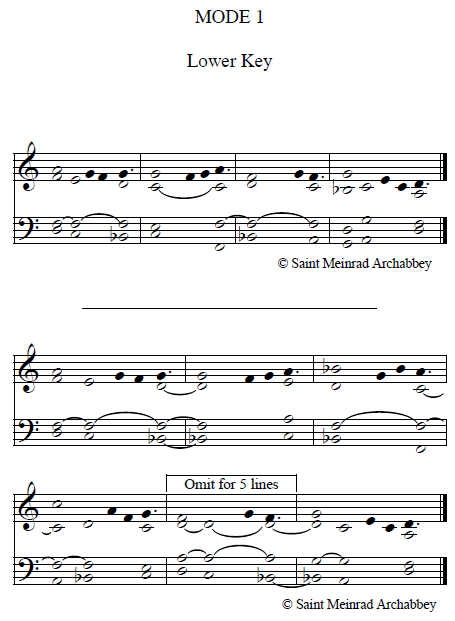 MODE 1
Lower Key
© Saint Meinrad Archabbey
Omit for 5 lines
© Saint Meinrad Archabbey